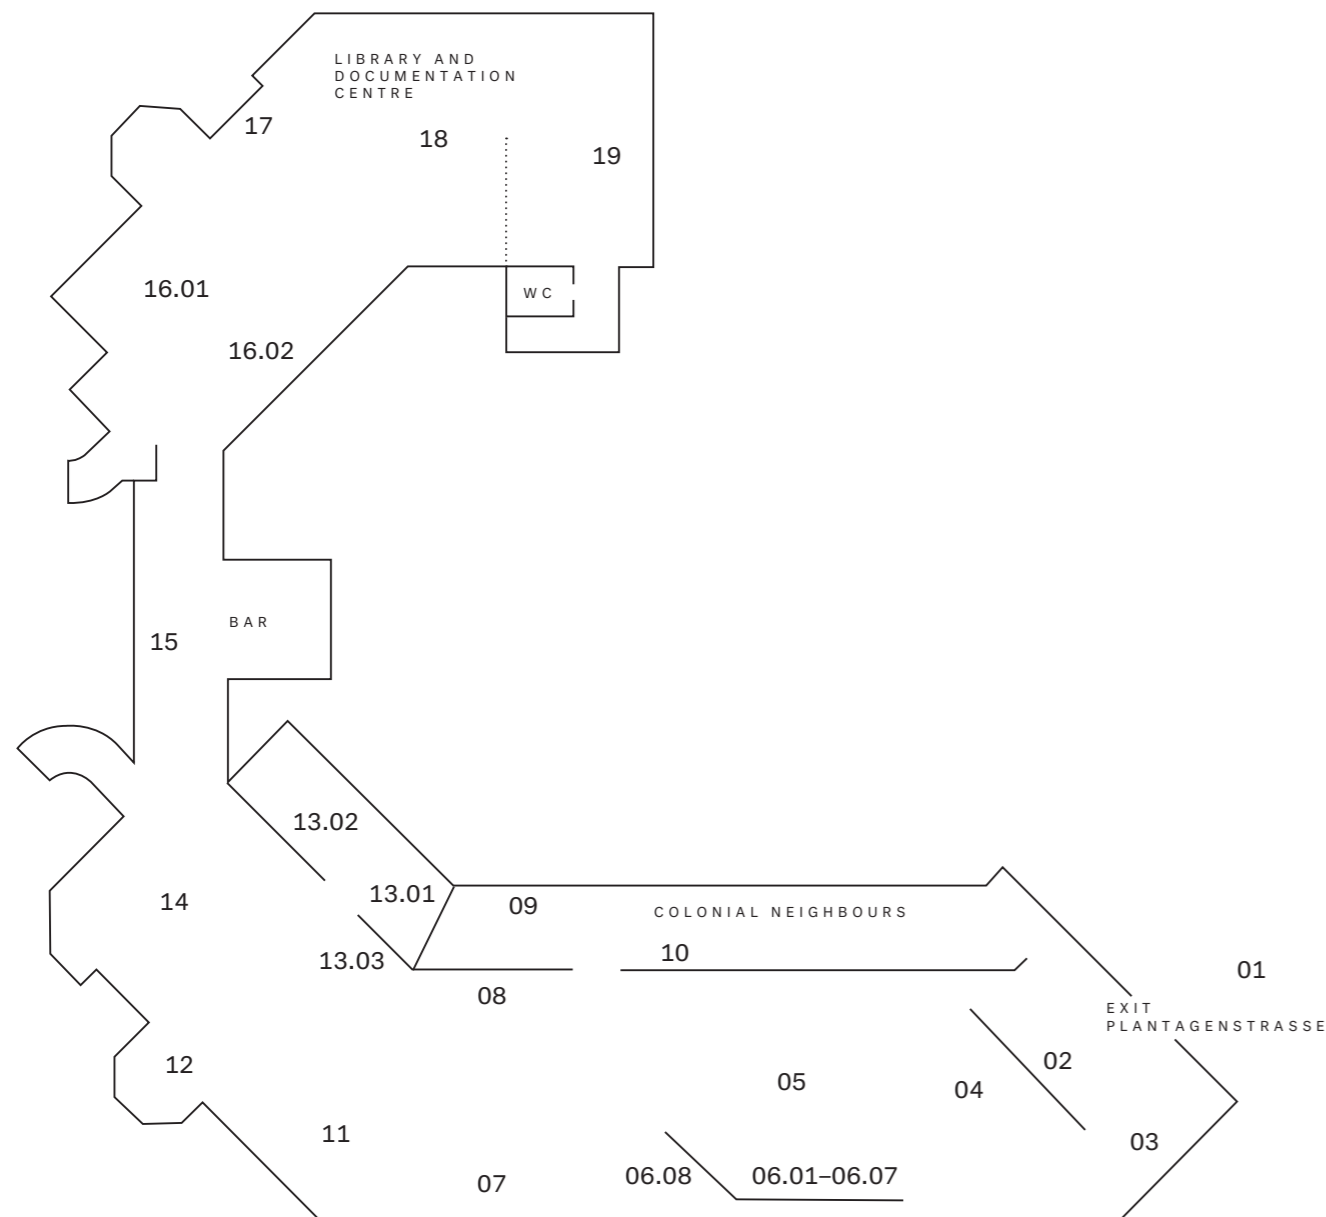 LIBRARY AND
DOCUMENTATION
CENTRE
17
18
19
16.01
WC
16.02
BAR
15
13.02
13.01
14
09
COLONIAL NEIGHBOURS
10
13.03
01
08
EXIT
PLANTAGENSTRASSE
12
02
05
04
11
03
06.08
06.01–06.07
07